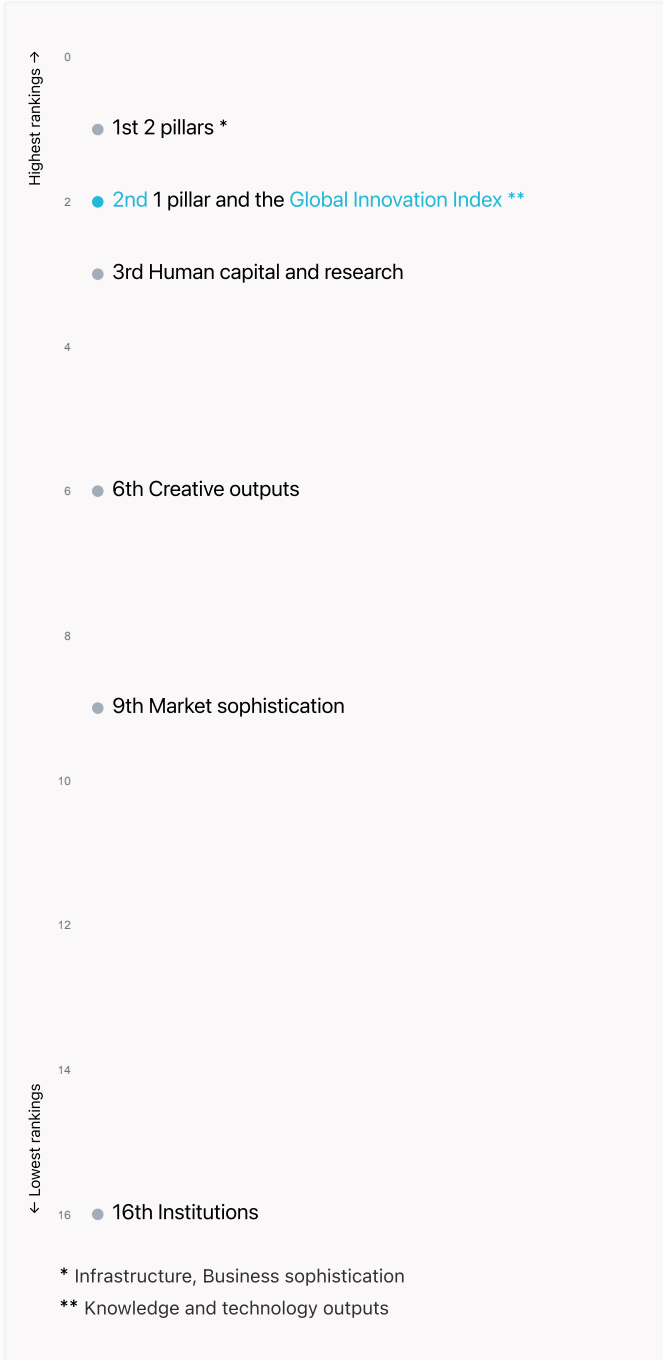 Highest rankings →
0
1st 2 pillars *
2
2nd 1 pillar and the Global Innovation Index **
3rd Human capital and research
4
6
6th Creative outputs
8
9th Market sophistication
10
12
14
← Lowest rankings
16
16th Institutions
* Infrastructure, Business sophistication
** Knowledge and technology outputs